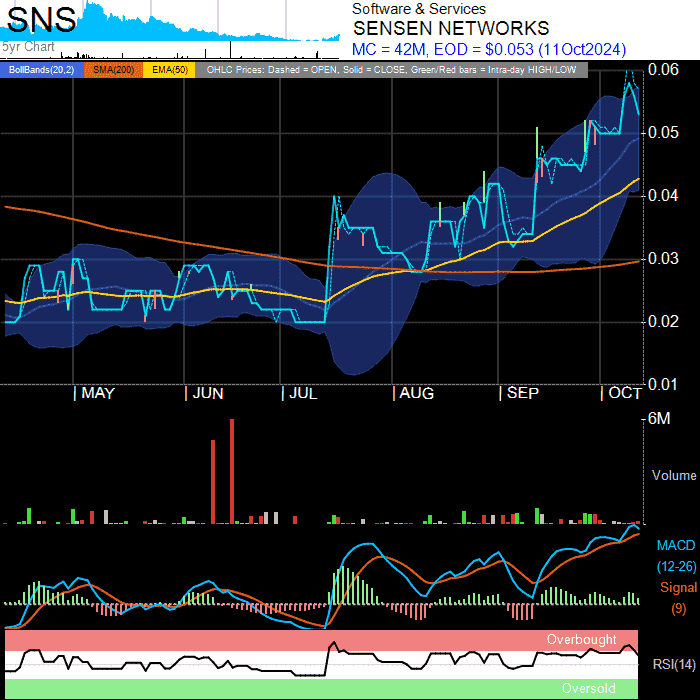 SNS
5yr Chart
Software & Services
SENSEN NETWORKS
MC = 42M, EOD = $0.053 (11Oct2024)
BollBands(20,2) SMA(200) EMA(50) OHLC Prices: Dashed = OPEN, Solid = CLOSE, Green/Red bars = Intra-day HIGH/LOW
0.06
0.05
0.04
0.03
0.02
0.01
MAY JUN JUL AUG SEP OCT
6M
Volume
MACD
(12-26)
Signal
(9)
Overbought
RSI(14)
Oversold